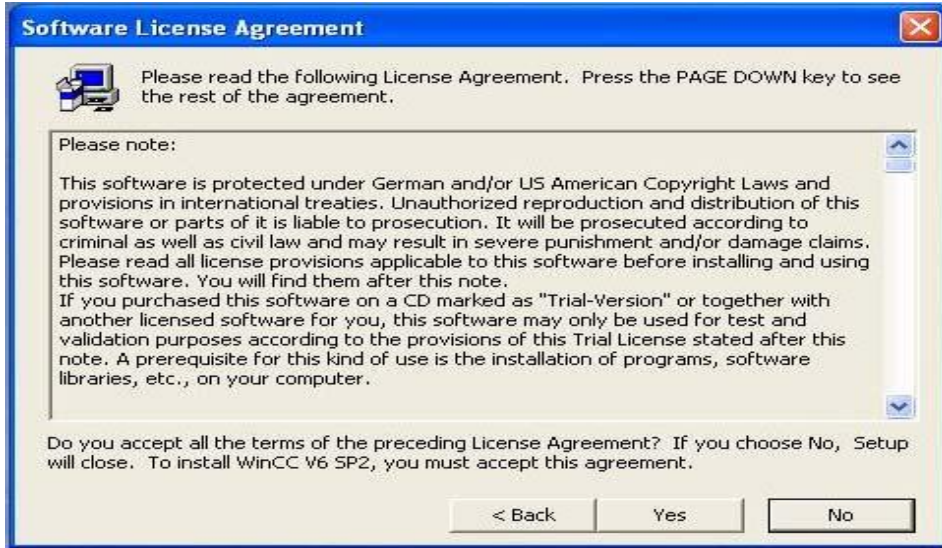 Software License Agreement
Please read the following License Agreement.  Press the PAGE DOWN key to see
the rest of the agreement.
Please note:
This software is protected under German and/or US American Copyright Laws and
provisions in international treaties. Unauthorized reproduction and distribution of this
software or parts of it is liable to prosecution. It will be prosecuted according to
criminal as well as civil law and may result in severe punishment and/or damage claims.
Please read all license provisions applicable to this software before installing and using
this software. You will find them after this note.
If you purchased this software on a CD marked as "Trial-Version" or together with
another licensed software for you, this software may only be used for test and
validation purposes according to the provisions of this Trial License stated after this
note. A prerequisite for this kind of use is the installation of programs, software
libraries, etc., on your computer.
Do you accept all the terms of the preceding License Agreement?  If you choose No,  Setup
will close.  To install WinCC V6 SP2, you must accept this agreement.
< Back
Yes
No